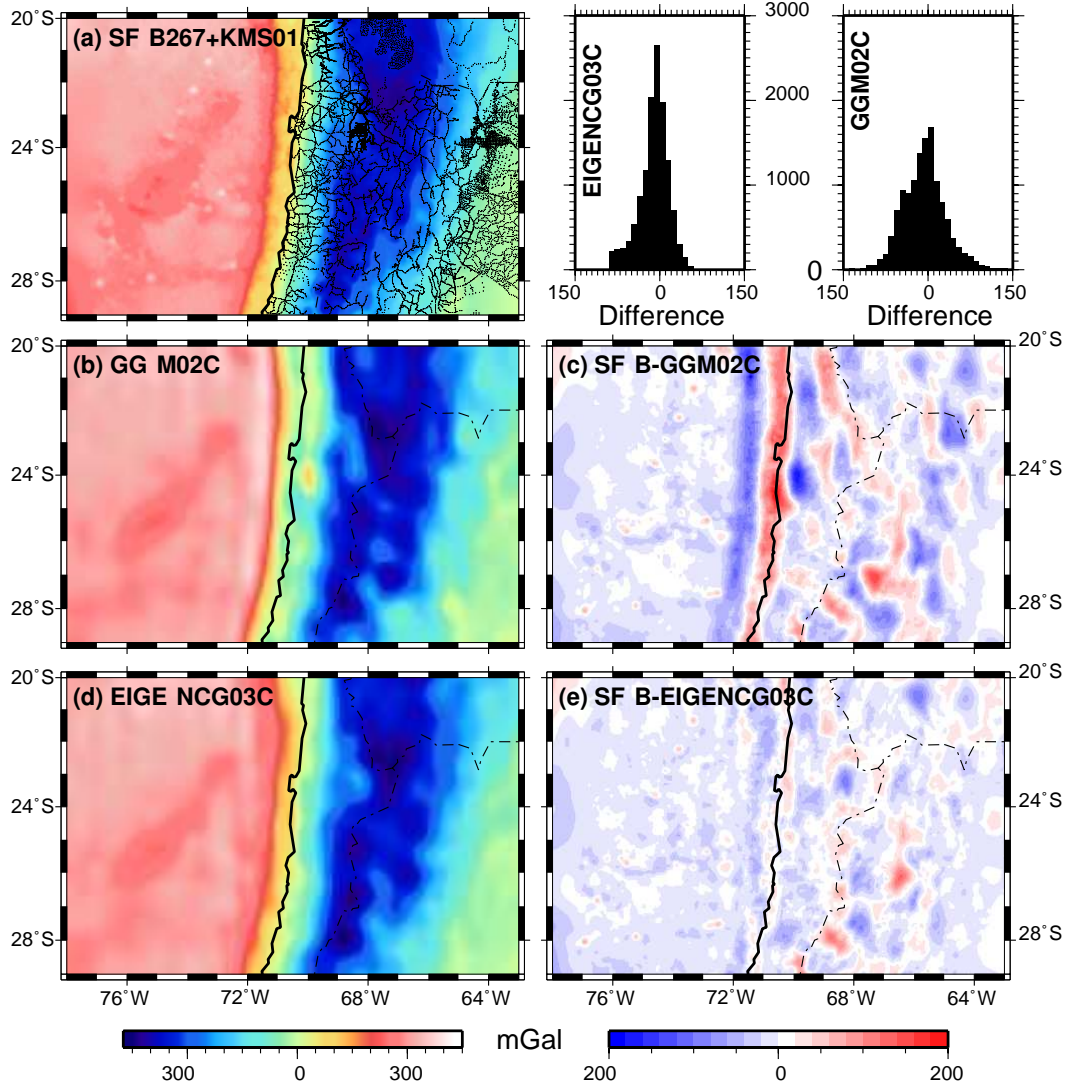 (a) SF B267+KMS01
20°S
24°S
28°S
EIGENCG03C
150 0 150
Difference
3000
2000
1000
0
GGM02C
150 0 150
Difference
(b) GG M02C
20°S
24°S
28°S
(c) SF B-GGM02C
20°S
24°S
28°S
(d) EIGE NCG03C
20°S
24°S
28°S
76°W 72°W 68°W 64°W
(e) SF B-EIGENCG03C
20°S
24°S
28°S
76°W 72°W 68°W 64°W
300 0 300
mGal
200 0 200